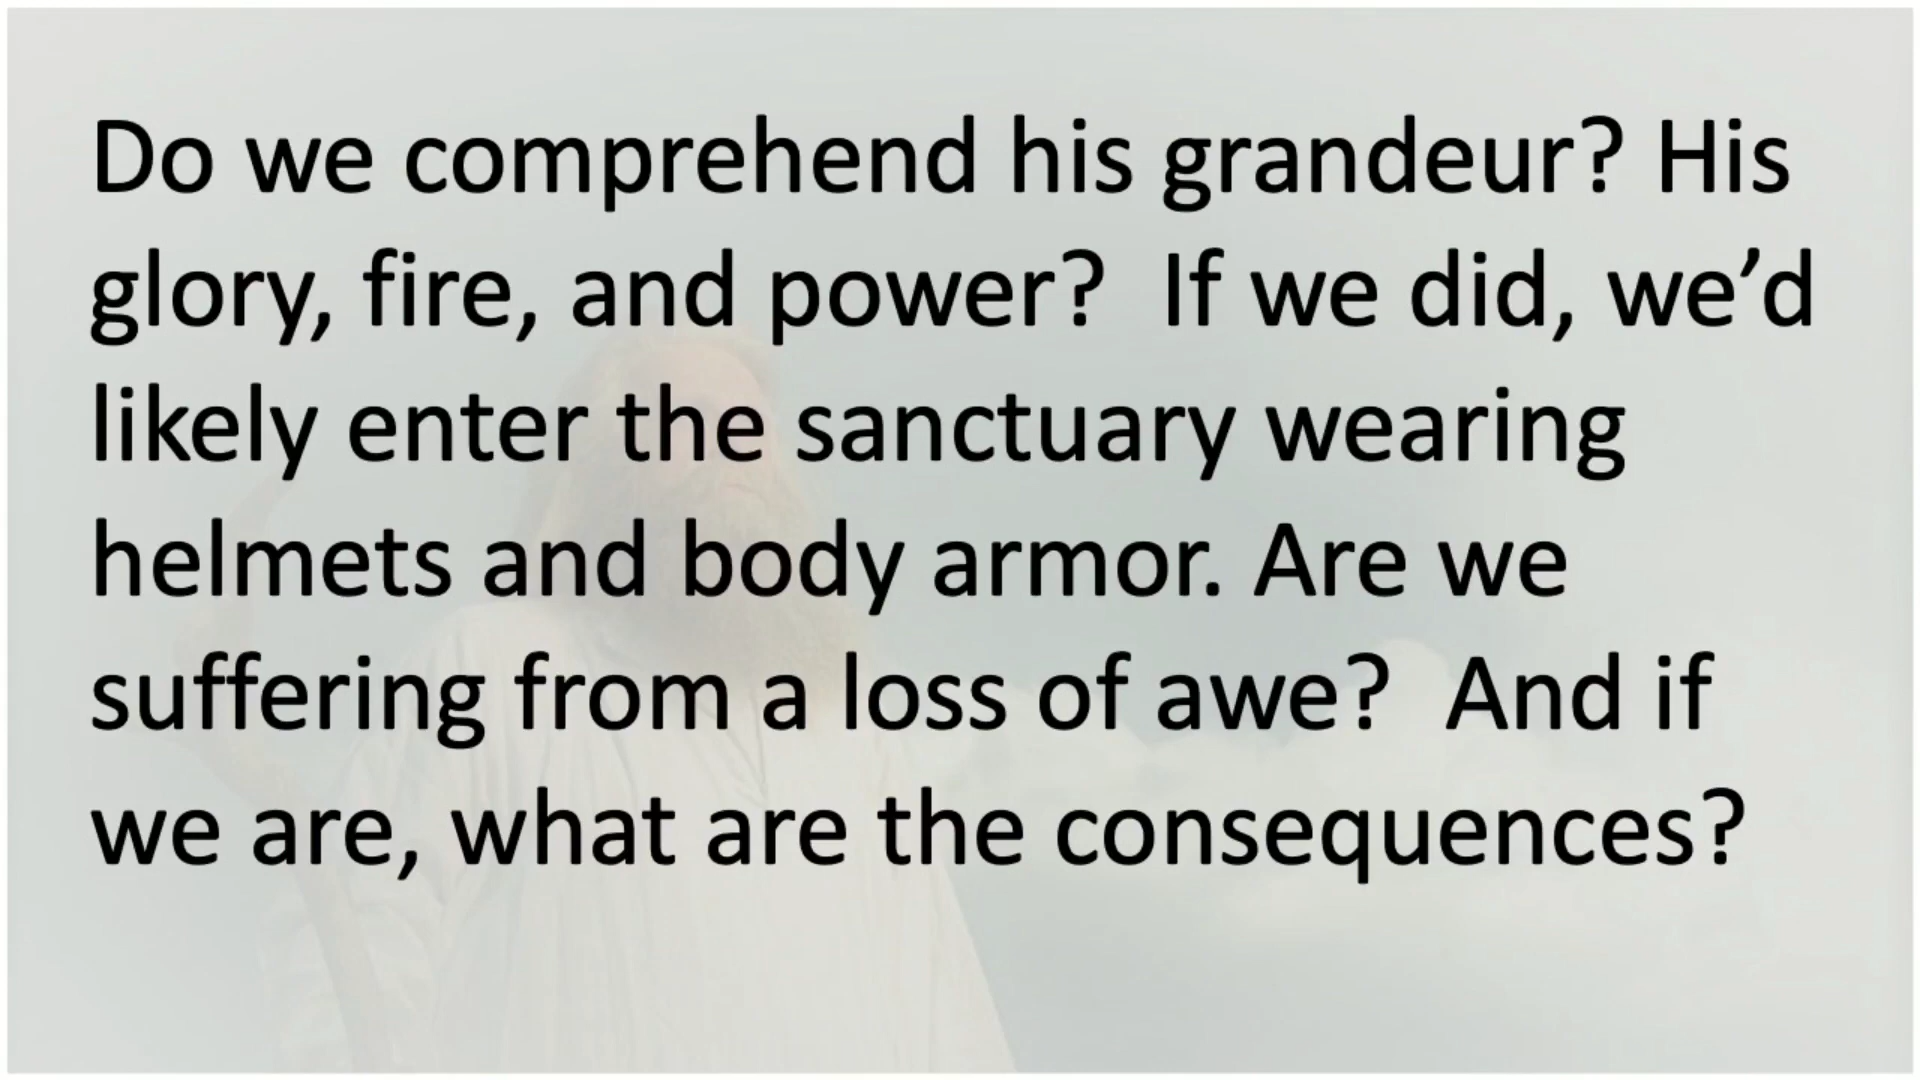 Do we comprehend his grandeur? His
glory, fire, and power?  If we did, we’d
likely enter the sanctuary wearing
helmets and body armor. Are we
suffering from a loss of awe?  And if
we are, what are the consequences?